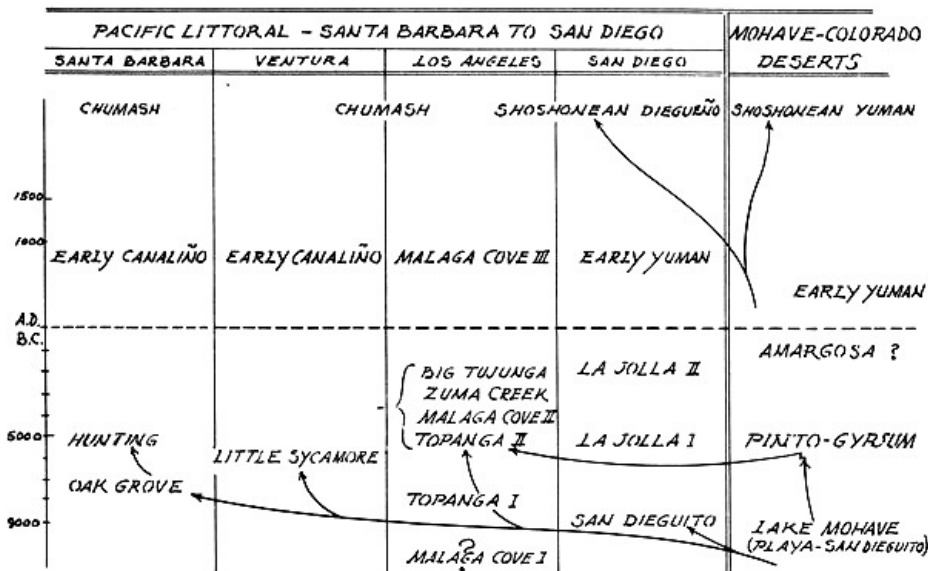 PACIFIC LITTORAL - SANTA BARBARA TO SAN DIEGO
MOHAVE-COLORADO
DESERTS
SANTA BARBARA
VENTURA
LOS ANGELES
SAN DIEGO
CHUMASH
CHUMASH
SHOSHONEAN DIEGUEÑO
SHOSHONEAN YUMAN
1500
1000
EARLY CANALIÑO
EARLY CANALIÑO
MALAGA COVE III
EARLY YUMAN
EARLY YUMAN
A.D.
B.C.
AMARGOSA ?
BIG TUJUNGA
ZUMA CREEK
MALAGA COVE II
TOPANGA II
LA JOLLA II
5000
HUNTING
LITTLE SYCAMORE
LA JOLLA I
PINTO-GYRSUM
OAK GROVE
TOPANGA I
9000
SAN DIEGUITO
LAKE MOHAVE
(PLAYA-SAN DIEGUITO)
?
MALAGA COVE I